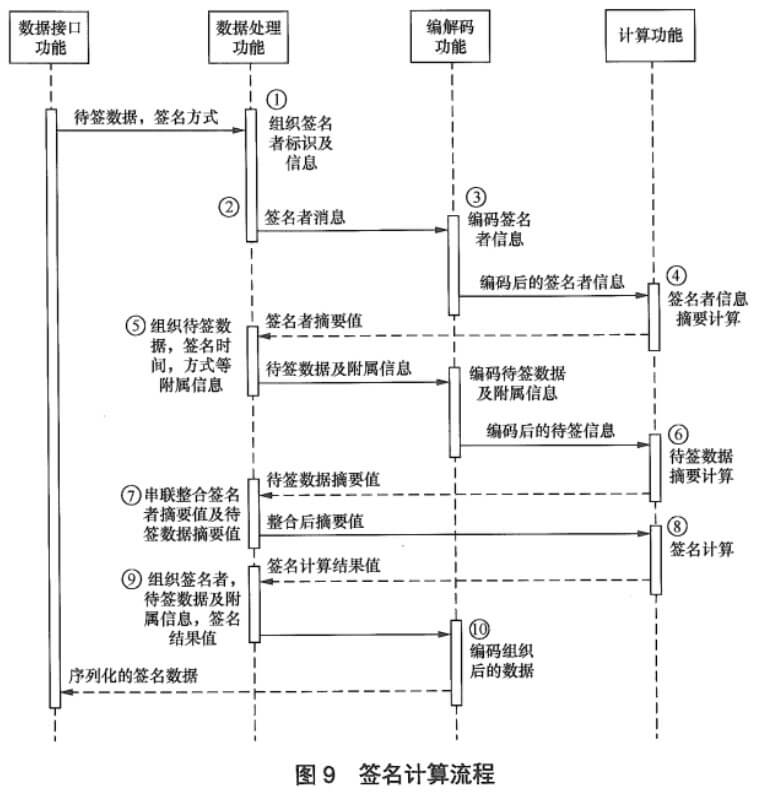 数据接口
功能
数据处理
功能
编解码
功能
计算功能
待签数据，签名方式
①
组织签名
者标识及
信息
②
签名者消息
③
编码签名
者信息
编码后的签名者信息
④
签名者信息
摘要计算
签名者摘要值
⑤
组织待签数
据，签名时
间，方式等
附属信息
待签数据及附属信息
编码待签数据
及附属信息
编码后的待签信息
⑥
待签数据
摘要计算
待签数据摘要值
⑦
串联整合签名
者摘要值及待
签数据摘要值
整合后摘要值
⑧
签名计算
签名计算结果值
⑨
组织签名者，
待签数据及附
属信息，签名
结果值
⑩
编码组织
后的数据
序列化的签名数据
图 9 签名计算流程